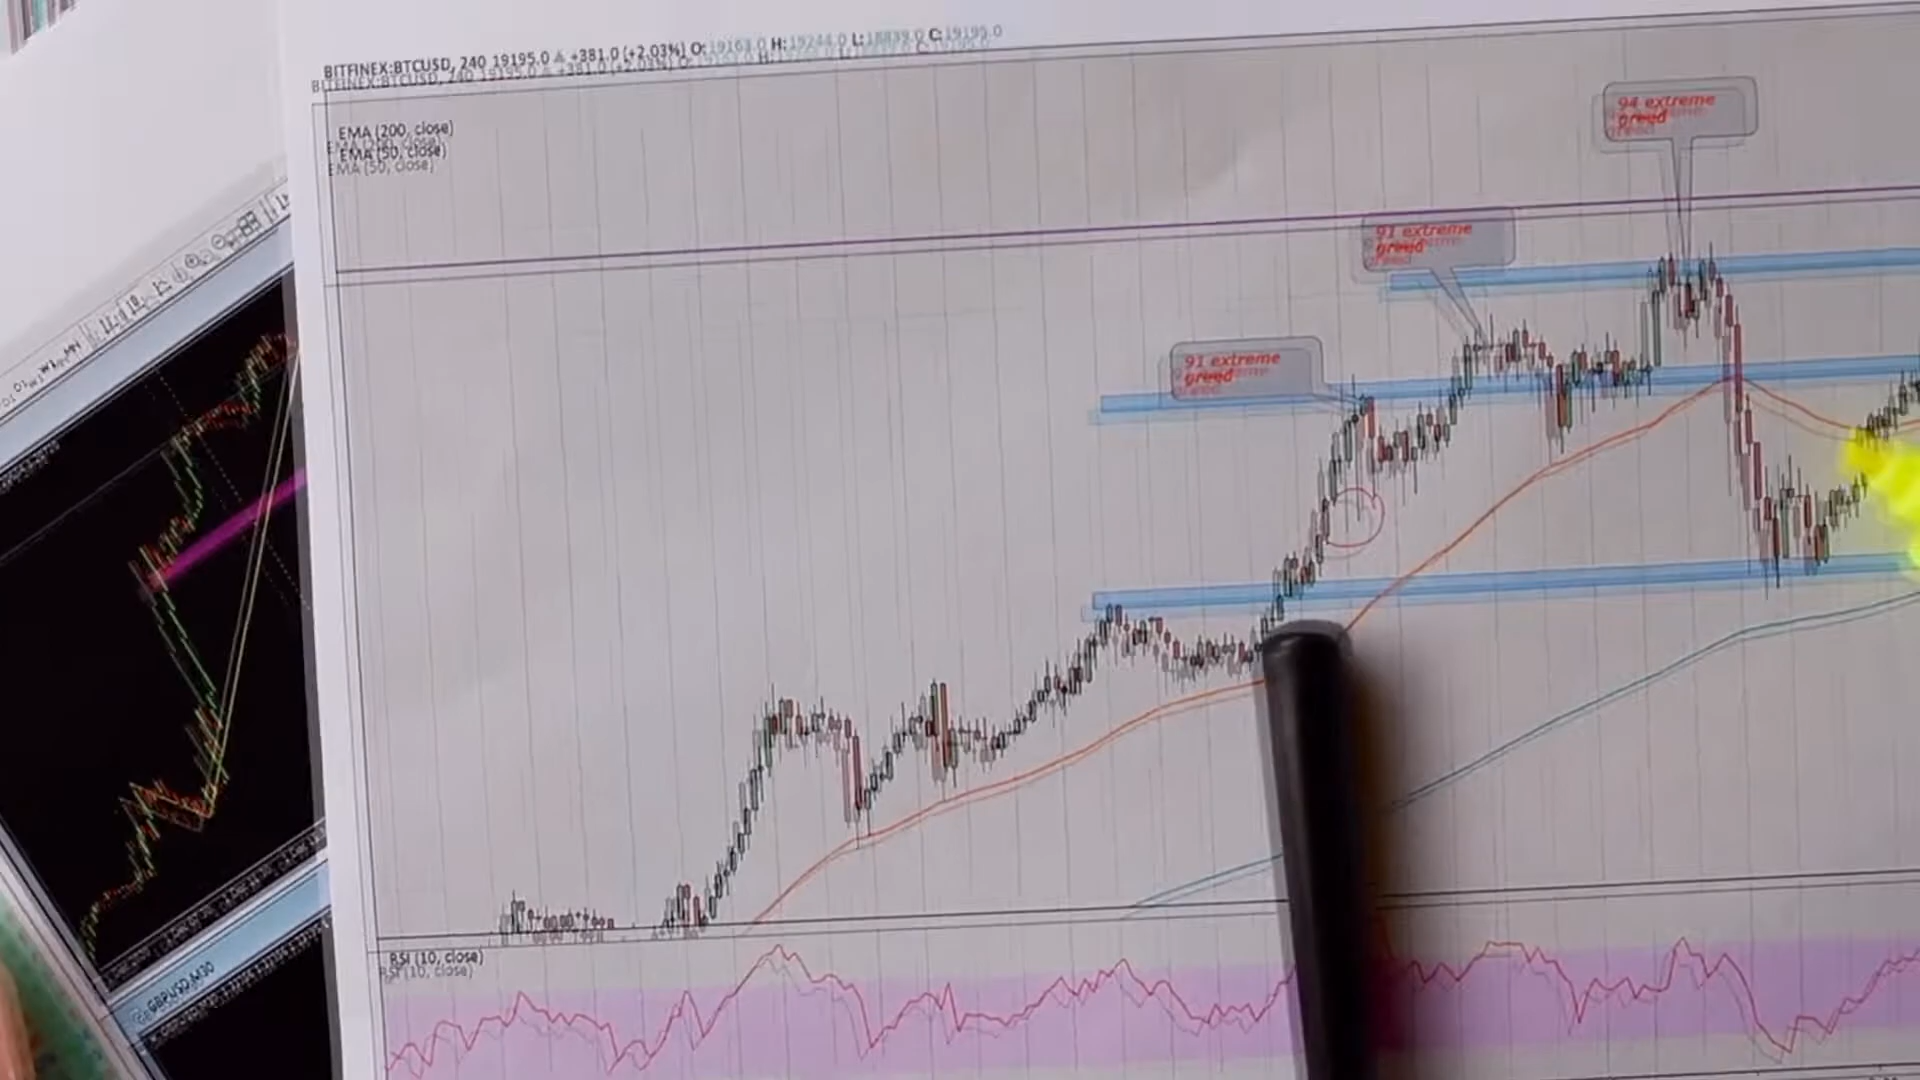 BITFINEX:BTCUSD, 240 19195.0 ▲ +381.0 (+2.03%) O:19163.0 H:19244.0 L:18839.0 C:19195.0
EMA (200, close)
EMA (50, close)
94 extreme
greed
91 extreme
greed
91 extreme
greed
RSI (10, close)
GBPUSD,M30